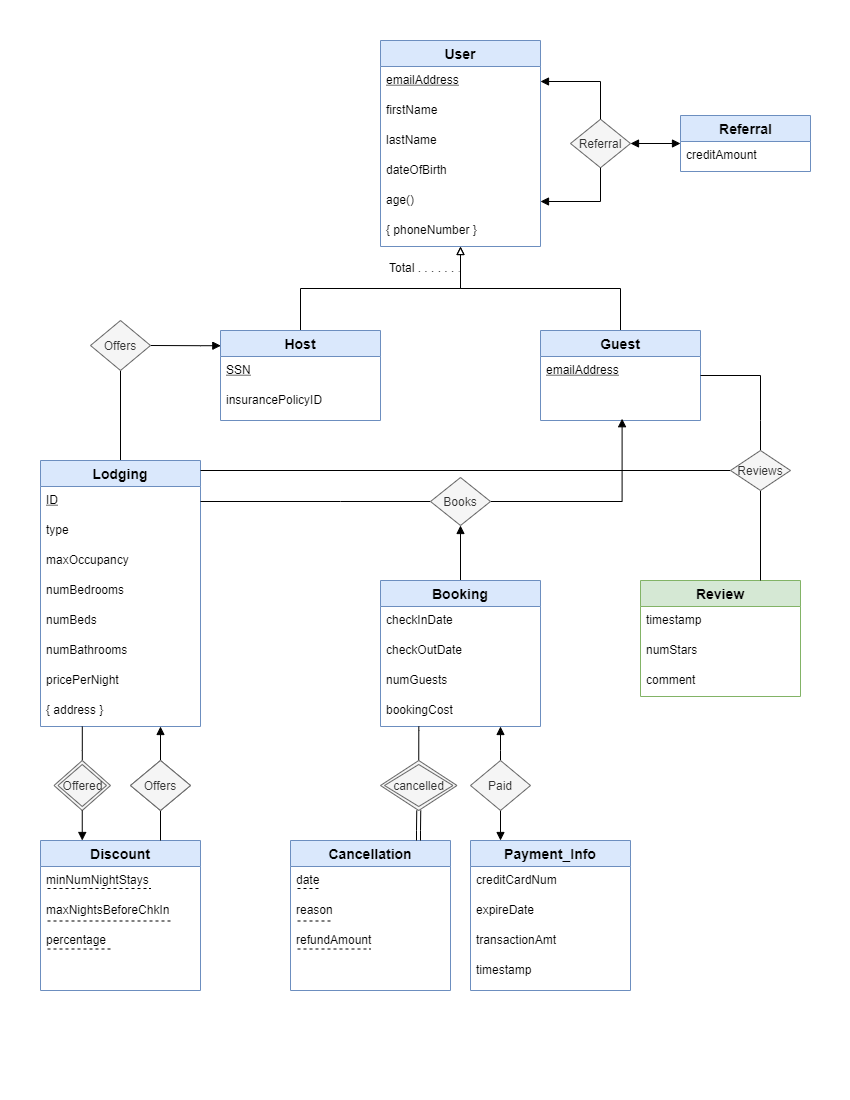 User
emailAddress
firstName
lastName
dateOfBirth
age()
{ phoneNumber }
Referral
Referral
creditAmount
Total . . . . . . .
Offers
Host
SSN
insurancePolicyID
Guest
emailAddress
Lodging
ID
type
maxOccupancy
numBedrooms
numBeds
numBathrooms
pricePerNight
{ address }
Books
Reviews
Booking
checkInDate
checkOutDate
numGuests
bookingCost
Review
timestamp
numStars
comment
Offered
Offers
cancelled
Paid
Discount
minNumNightStays
maxNightsBeforeChkIn
percentage
Cancellation
date
reason
refundAmount
Payment_Info
creditCardNum
expireDate
transactionAmt
timestamp